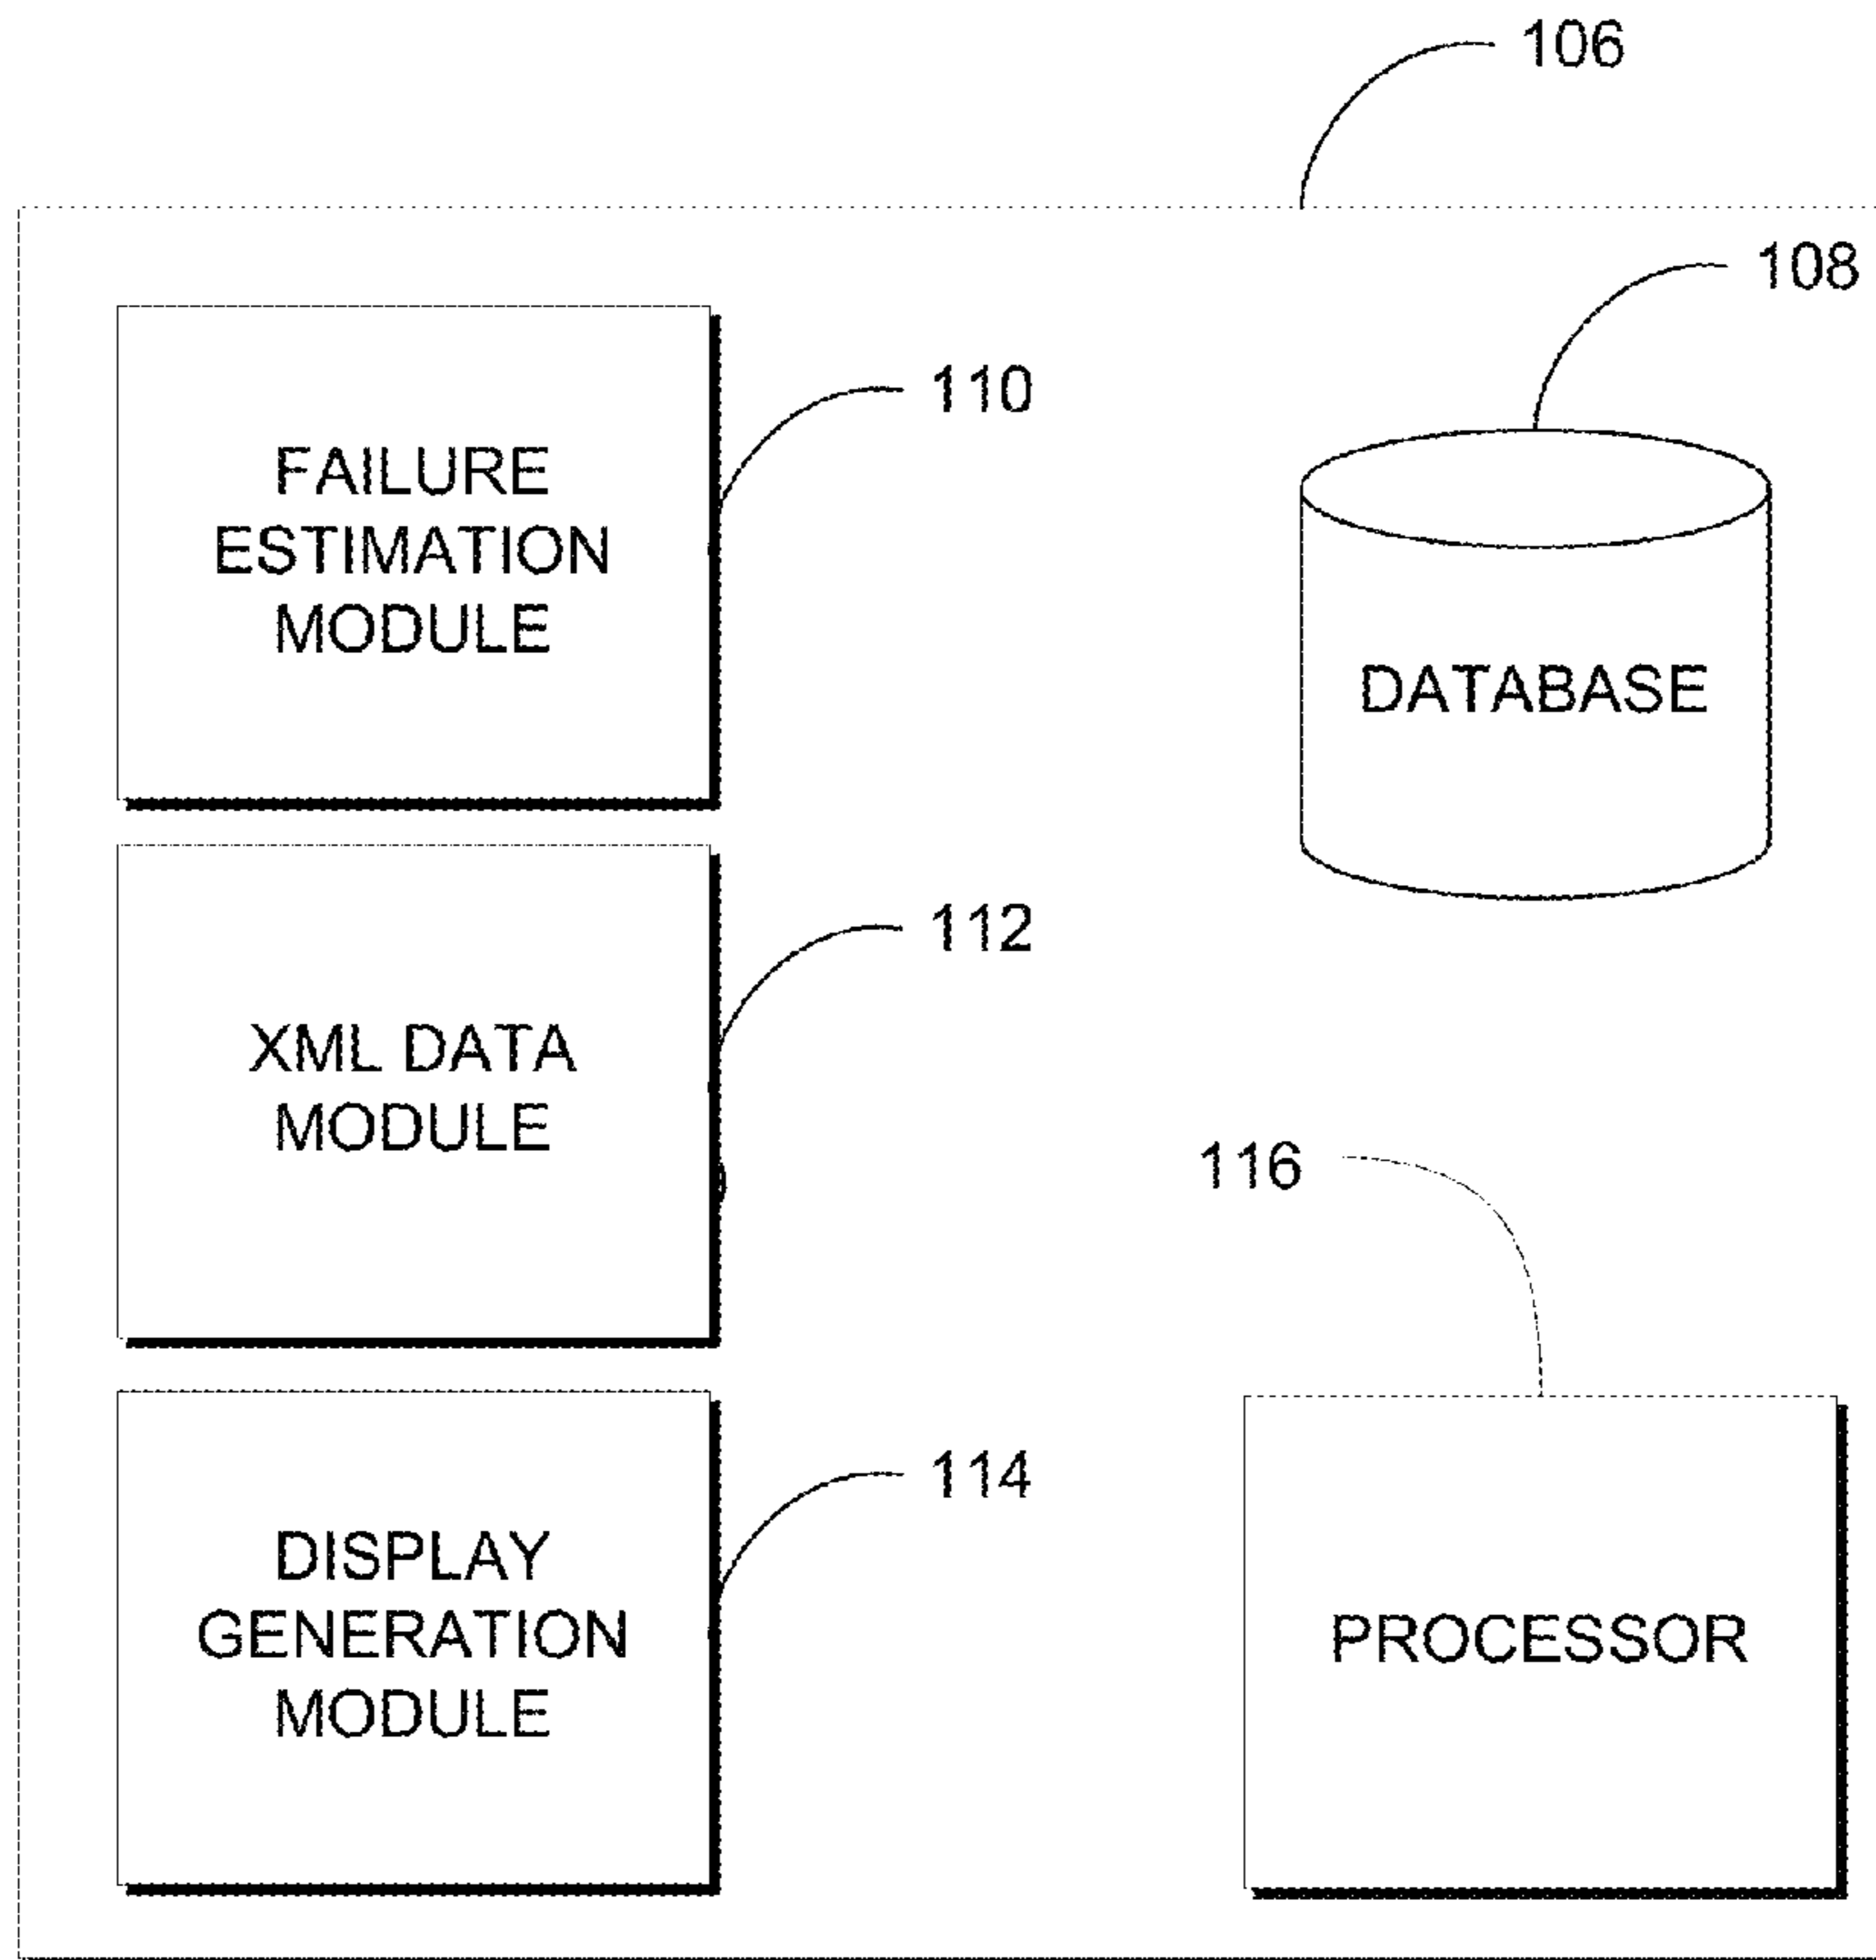 106
108
110
FAILURE
ESTIMATION
MODULE
DATABASE
112
XML DATA
MODULE
116
114
DISPLAY
GENERATION
MODULE
PROCESSOR